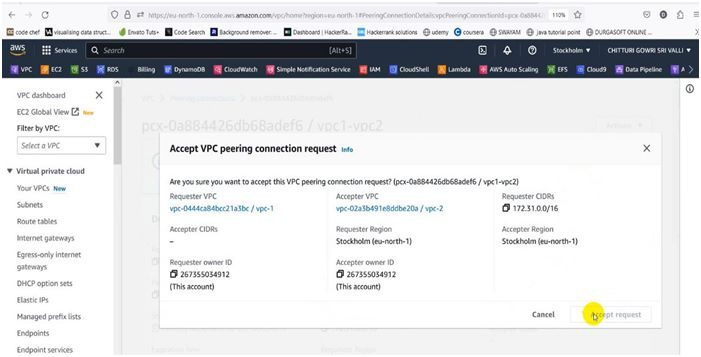 https://eu-north-1.console.aws.amazon.com/vpc/home?region=eu-north-1#PeeringConnectionDetails:vpcPeeringConnectionId=pcx-0a8844
110%
code chef
visualising data struct...
Envato Tuts+
Code Search
Background remover. ...
Dashboard | HackerRa...
Hackerrank solutions
udemy
coursera
SWAYAM
java tutorial point
DURGASOFT ONLINE ...
aws
Services
Search
[Alt+S]
Stockholm
CHITTURI GOWRI SRI VALLI
VPC
EC2
S3
RDS
Billing
DynamoDB
CloudWatch
Simple Notification Service
IAM
CloudShell
Lambda
AWS Auto Scaling
EFS
Cloud9
Data Pipeline
VPC dashboard
EC2 Global View New
Filter by VPC:
Select a VPC
Virtual private cloud
Your VPCs New
Subnets
Route tables
Internet gateways
Egress-only internet
gateways
DHCP option sets
Elastic IPs
Managed prefix lists
Endpoints
Endpoint services
VPC > Peering connections > pcx-0a884426db68adef6
pcx-0a884426db68adef6 / vpc1-vpc2
Actions
Accept VPC peering connection request Info
Are you sure you want to accept this VPC peering connection request? (pcx-0a884426db68adef6 / vpc1-vpc2)
Requester VPC
vpc-0444ca84bcc21a3bc / vpc-1
Accepter VPC
vpc-02a3b491e8ddbe20a / vpc-2
Requester CIDRs
172.31.0.0/16
Accepter CIDRs
–
Requester Region
Stockholm (eu-north-1)
Accepter Region
Stockholm (eu-north-1)
Requester owner ID
267355034912
(This account)
Accepter owner ID
267355034912
(This account)
Cancel
Accept request